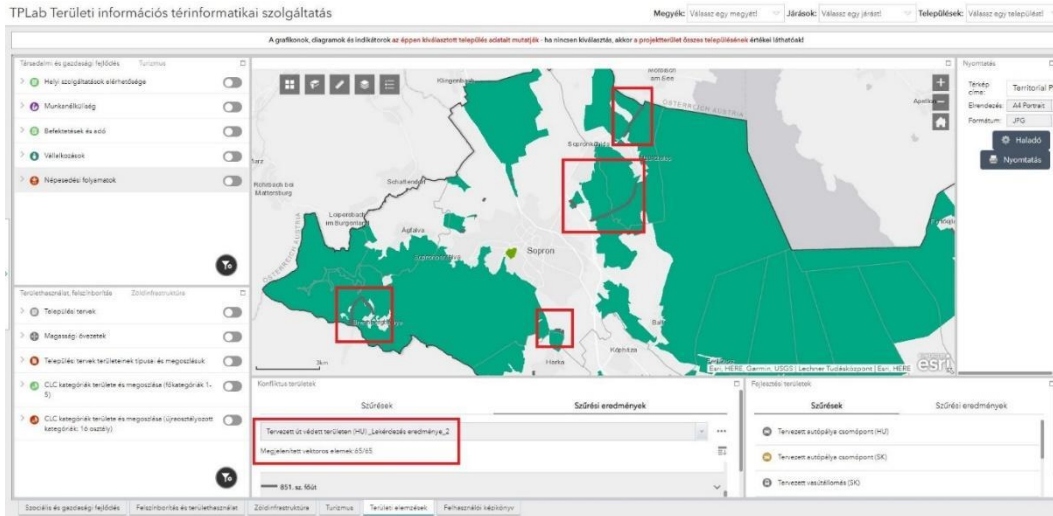 TPLab Területi információs térinformatikai szolgáltatás
Megyék: Válassz egy megyét!
Járások: Válassz egy járást!
Települések: Válassz egy települést!
A grafikonok, diagramok és indikátorok az éppen kiválasztott település adatait mutatják - ha nincsen kiválasztás, akkor a projektterület összes településének értékei láthatóak!
Társadalmi és gazdasági fejlődés
Turizmus
Helyi szolgáltatások elérhetősége
Munkanélküliség
Befektetések és adó
Vállalkozások
Népesedési folyamatok
Területhasználat, felszínborítás
Zöldinfrastruktúra
Települési tervek
Magassági övezetek
Települési tervek területeinek típusai és megoszlásuk
CLC kategóriák területe és megoszlása (főkategóriák 1-5)
CLC kategóriák területe és megoszlása (újraosztályozott kategóriák: 16 osztály)
Klingenbach
Mörbisch
am See
ÖSTERREICH
AUSTRIA
Sopronkőhida
Schattendorf
Rohrbach bei
Mattersburg
Loipersbach
im Burgenland
Ágfalva
Sopron
Brennbergbánya
Harka
Kópháza
ÖSTERREICH AUSTRIA
3km
Esri, HERE, Garmin, USGS | Lechner Tudásközpont | Esri, HERE
esri
Nyomtatás
Térkép
címe:
Territorial P
Elrendezés:
A4 Portrait
Formátum:
JPG
Haladó
Nyomtatás
Konfliktus területek
Szűrések
Szűrési eredmények
Tervezett út védett területen (HU) _Lekérdezés eredménye_2
Megjelenített vektoros elemek:65/65
851. sz. főút
Fejlesztési területek
Szűrések
Szűrési eredmények
Tervezett autópálya csomópont (HU)
Tervezett autópálya csomópont (SK)
Tervezett vasútállomás (SK)
Szociális és gazdasági fejlődés
Felszínborítás és területhasználat
Zöldinfrastruktúra
Turizmus
Területi elemzések
Felhasználói kézikönyv